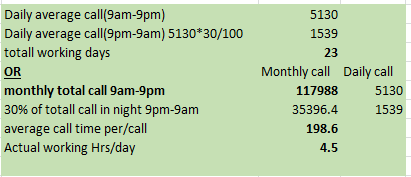 Daily average call(9am-9pm) 5130
Daily average call(9pm-9am) 5130*30/100 1539
totall working days 23
OR Monthly call Daily call
monthly total call 9am-9pm 117988 5130
30% of totall call in night 9pm-9am 35396.4 1539
average call time per/call 198.6
Actual working Hrs/day 4.5